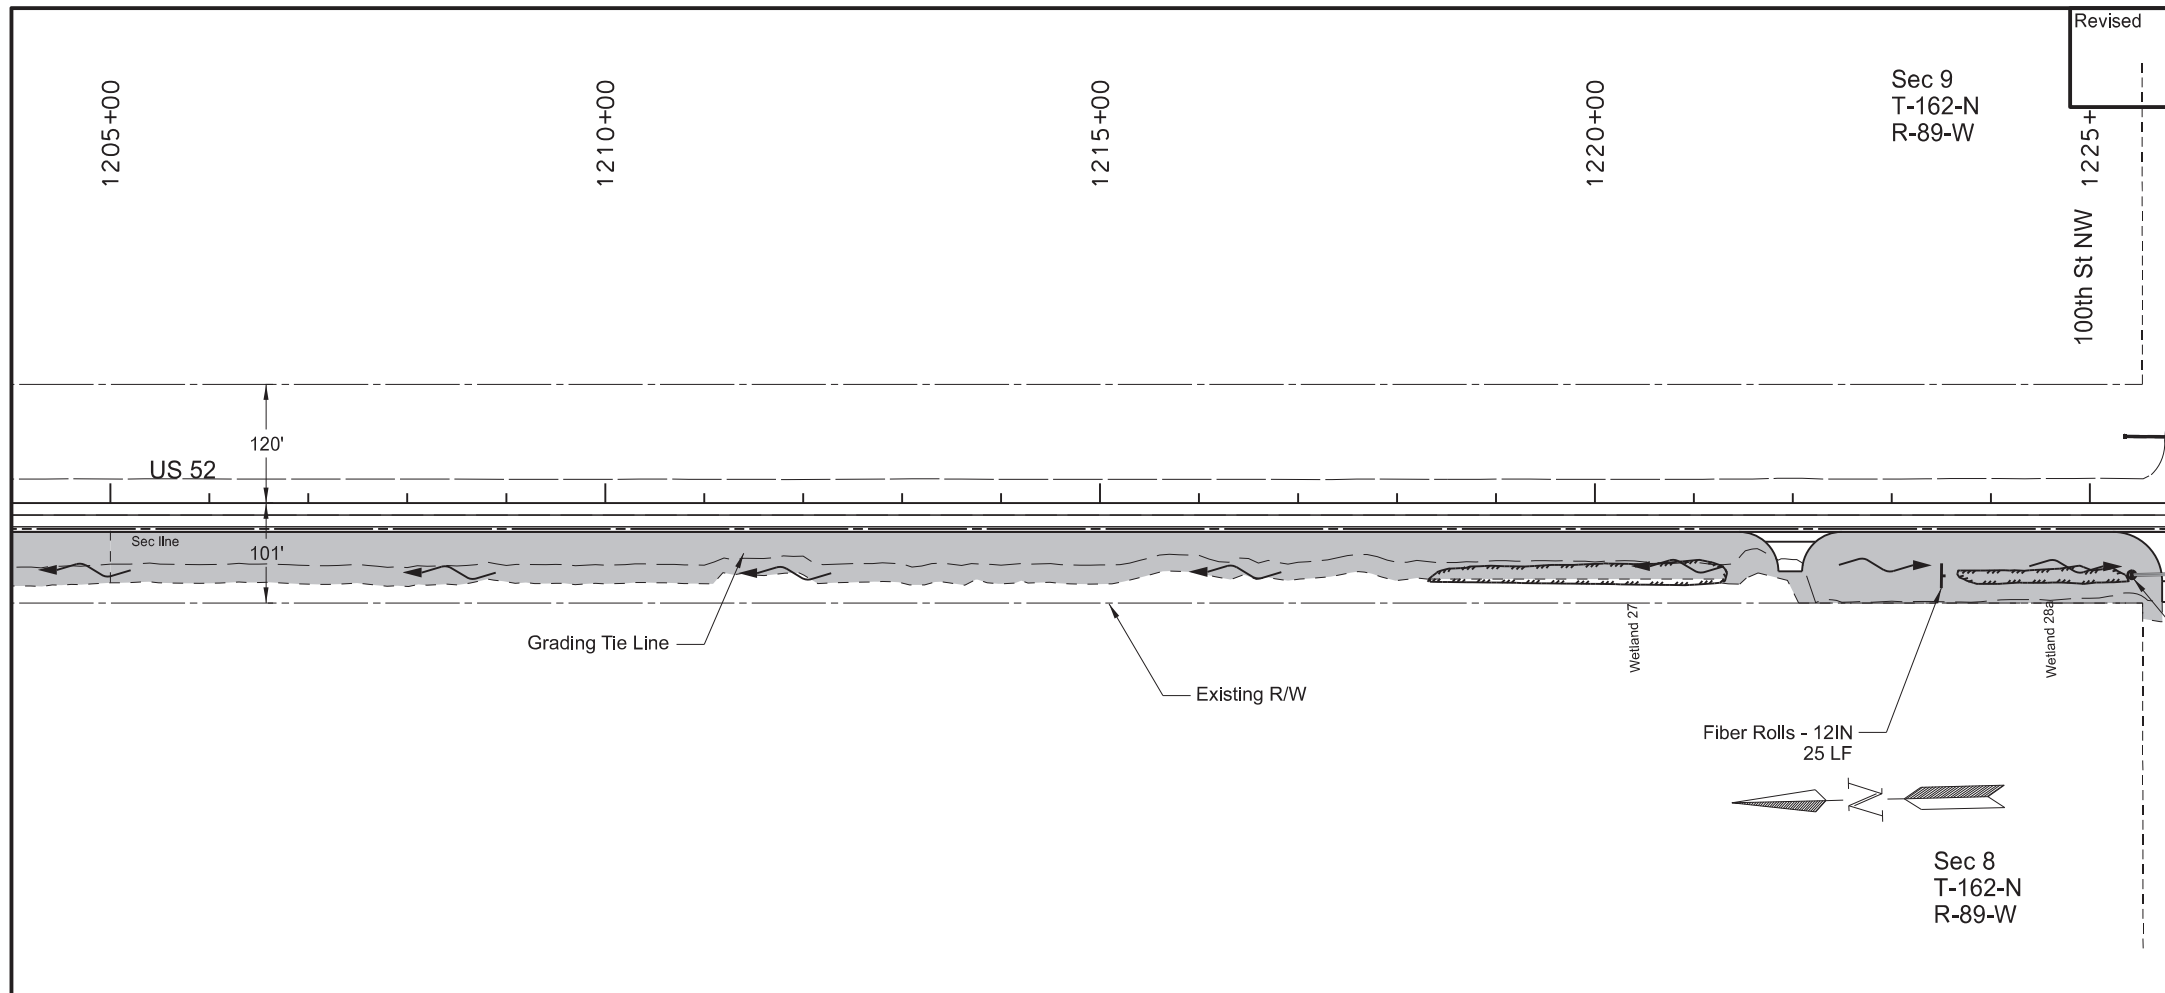 Revised
1205+00
1210+00
1215+00
1220+00
1225+
Sec 9
T-162-N
R-89-W
100th St NW
120'
US 52
Sec line
101'
Grading Tie Line
Existing R/W
Wetland 27
Wetland 28a
Fiber Rolls - 12IN
25 LF
N
Sec 8
T-162-N
R-89-W